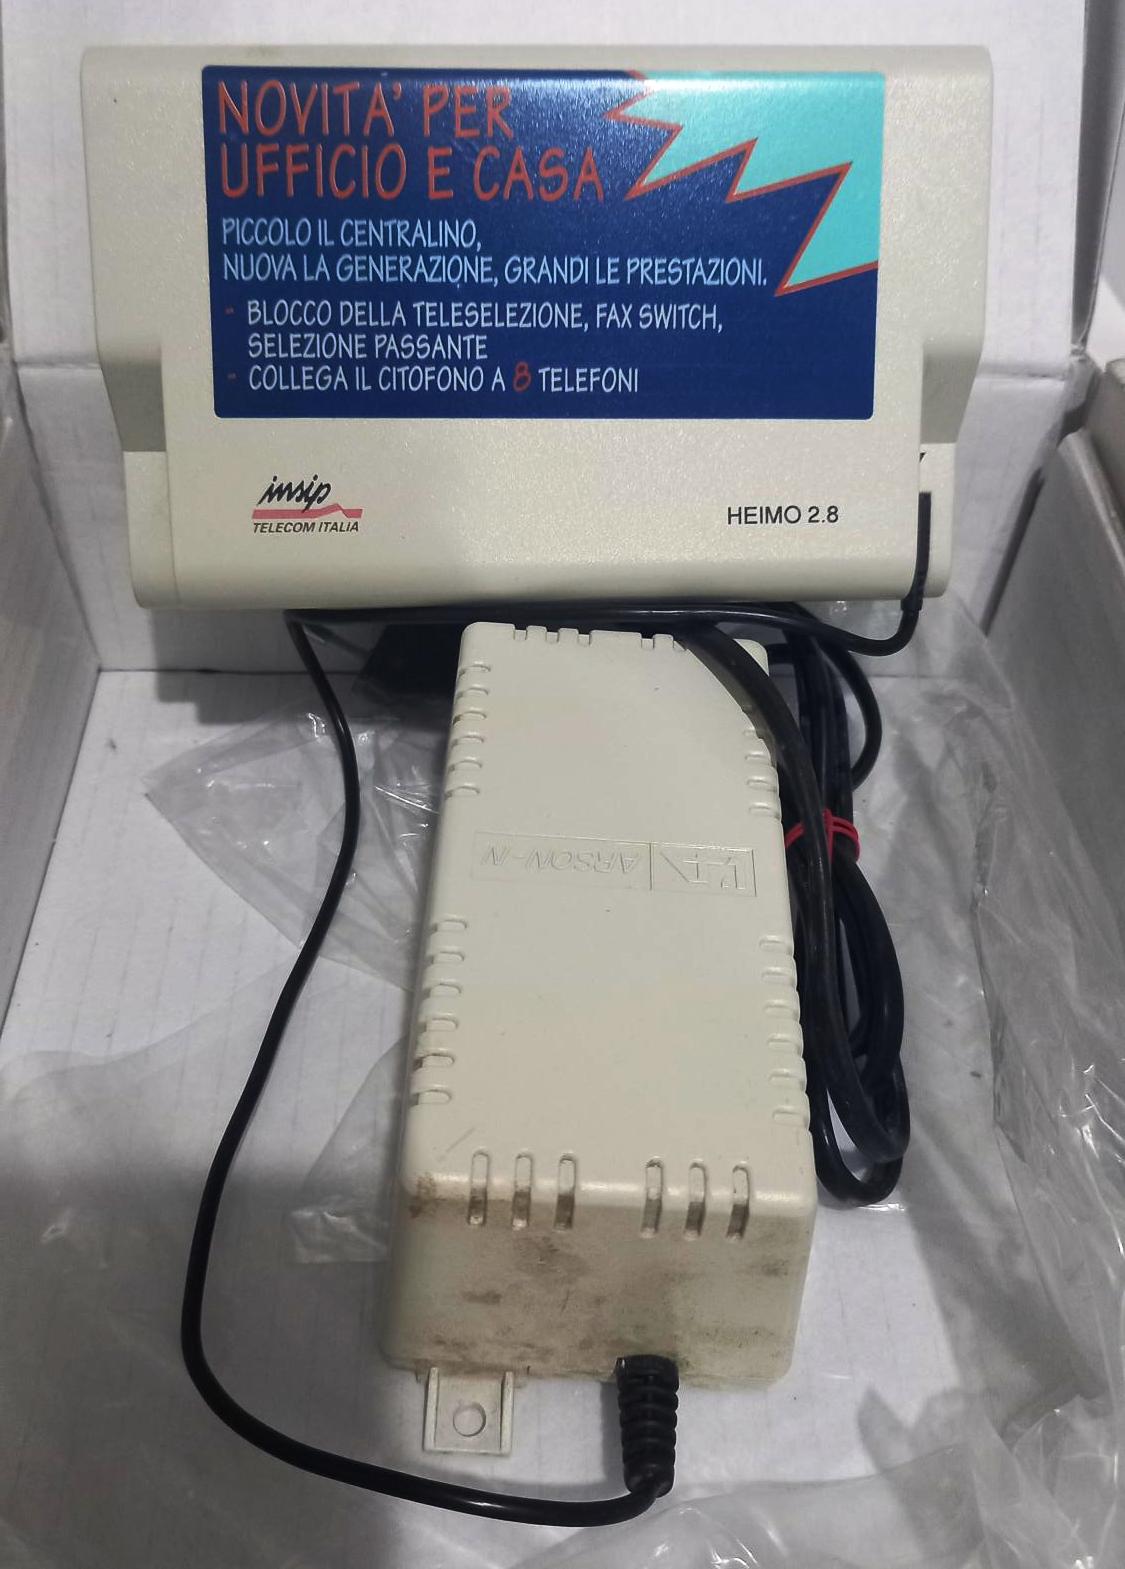 NOVITA' PER
UFFICIO E CASA
PICCOLO IL CENTRALINO,
NUOVA LA GENERAZIONE, GRANDI LE PRESTAZIONI.
- BLOCCO DELLA TELESELEZIONE, FAX SWITCH,
SELEZIONE PASSANTE
- COLLEGA IL CITOFONO A 8 TELEFONI
insip
TELECOM ITALIA
HEIMO 2.8
ARSON-N